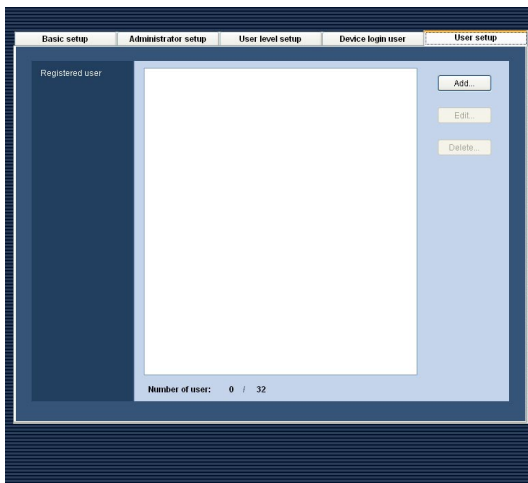 Basic setup Administrator setup User level setup Device login user User setup
Registered user
Add...
Edit...
Delete...
Number of user: 0 / 32